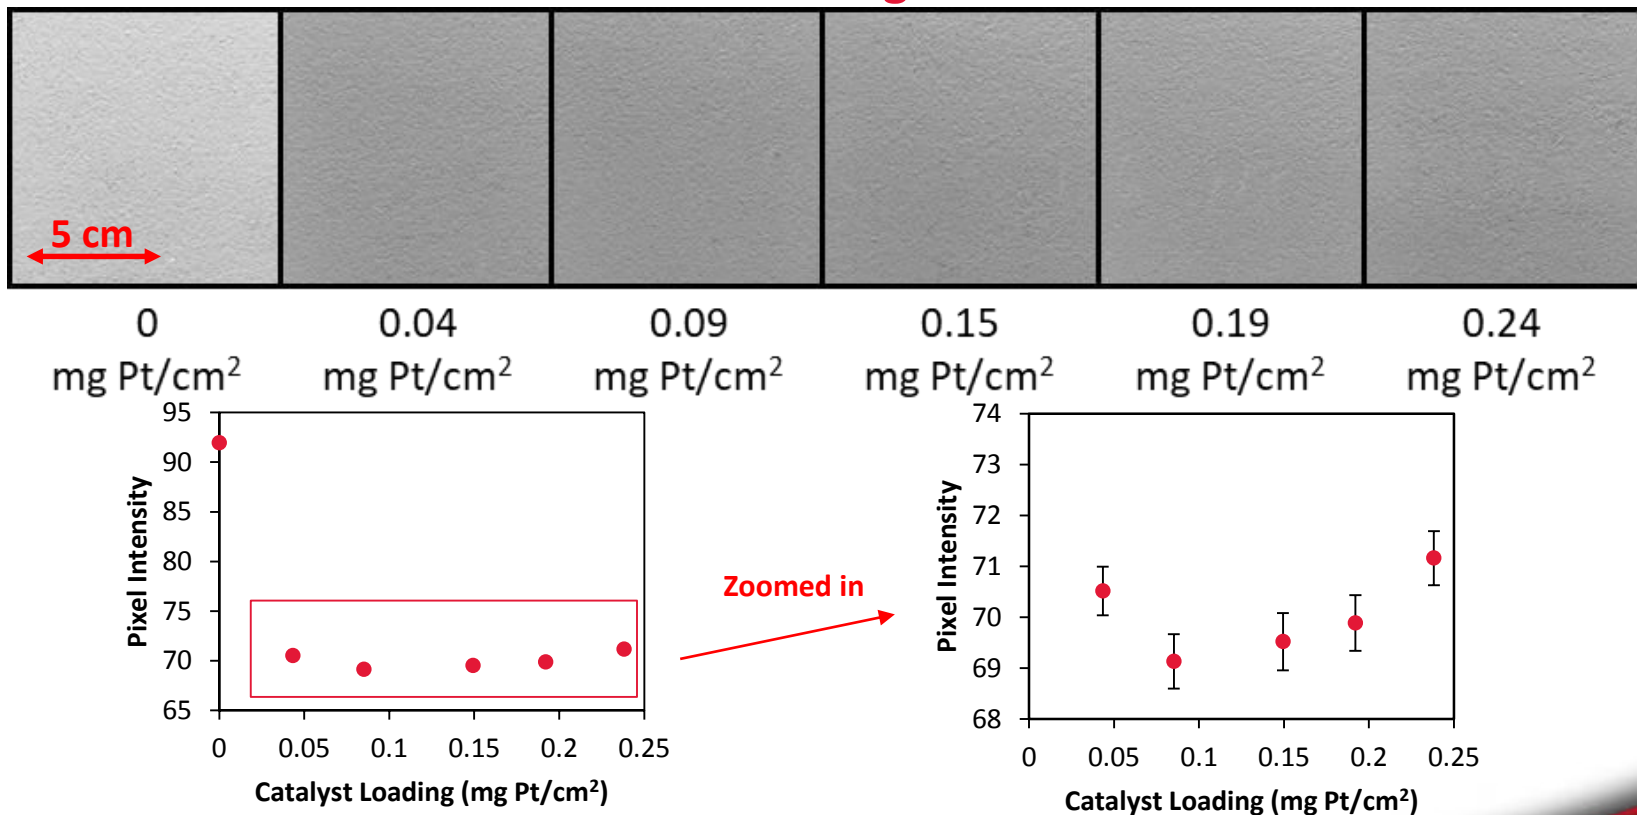 5 cm
0
mg Pt/cm²
0.04
mg Pt/cm²
0.09
mg Pt/cm²
0.15
mg Pt/cm²
0.19
mg Pt/cm²
0.24
mg Pt/cm²
95
90
85
80
75
70
65
Pixel Intensity
0 0.05 0.1 0.15 0.2 0.25
Catalyst Loading (mg Pt/cm²)
Zoomed in
74
73
72
71
70
69
68
Pixel Intensity
0 0.05 0.1 0.15 0.2 0.25
Catalyst Loading (mg Pt/cm²)